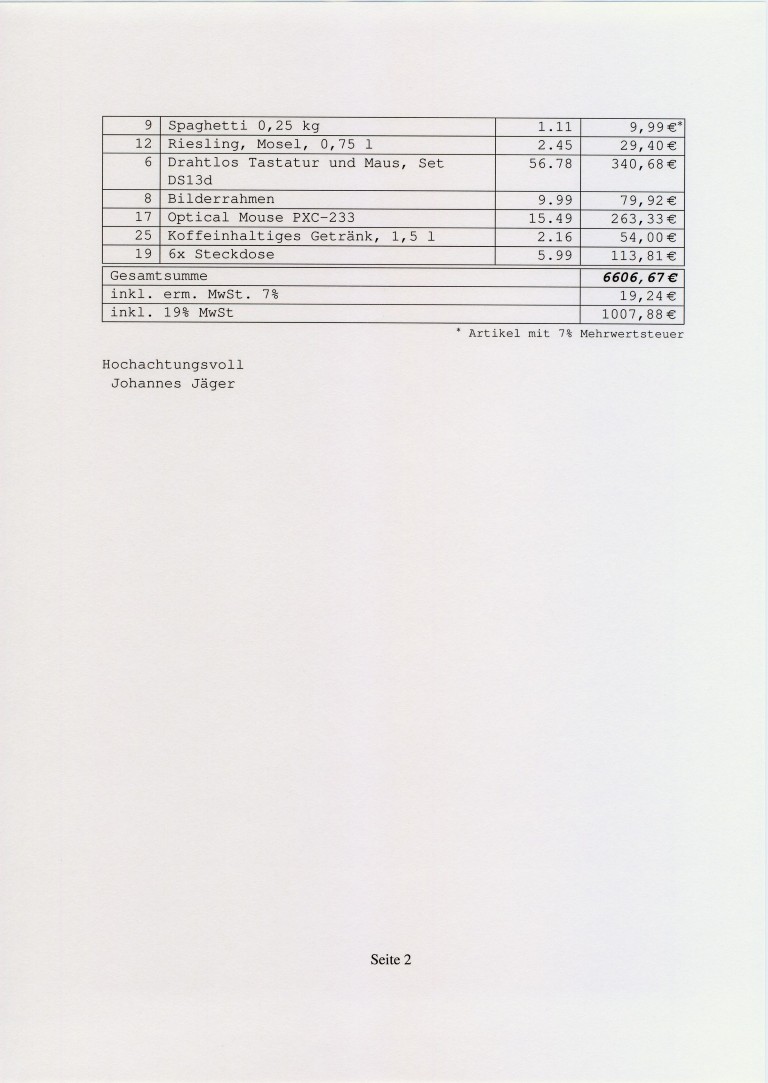 9 Spaghetti 0,25 kg 1.11 9,99€*
12 Riesling, Mosel, 0,75 l 2.45 29,40€
6 Drahtlos Tastatur und Maus, Set 56.78 340,68€
DS13d
8 Bilderrahmen 9.99 79,92€
17 Optical Mouse PXC-233 15.49 263,33€
25 Koffeinhaltiges Getränk, 1,5 l 2.16 54,00€
19 6x Steckdose 5.99 113,81€
Gesamtsumme 6606,67€
inkl. erm. MwSt. 7% 19,24€
inkl. 19% MwSt 1007,88€
* Artikel mit 7% Mehrwertsteuer
Hochachtungsvoll
Johannes Jäger
Seite 2